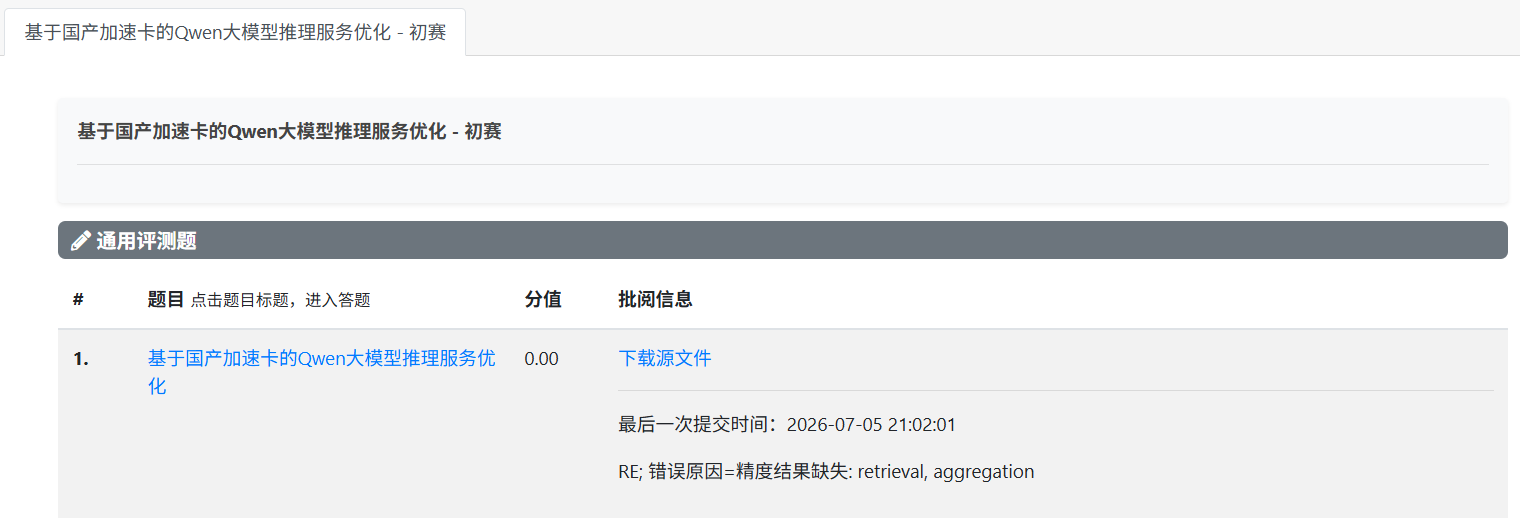 基于国产加速卡的Qwen大模型推理服务优化 - 初赛
基于国产加速卡的Qwen大模型推理服务优化 - 初赛
通用评测题
# 题目 点击题目标题，进入答题 分值 批阅信息
1. 基于国产加速卡的Qwen大模型推理服务优 0.00 下载源文件
化
最后一次提交时间：2026-07-05 21:02:01
RE; 错误原因=精度结果缺失: retrieval, aggregation